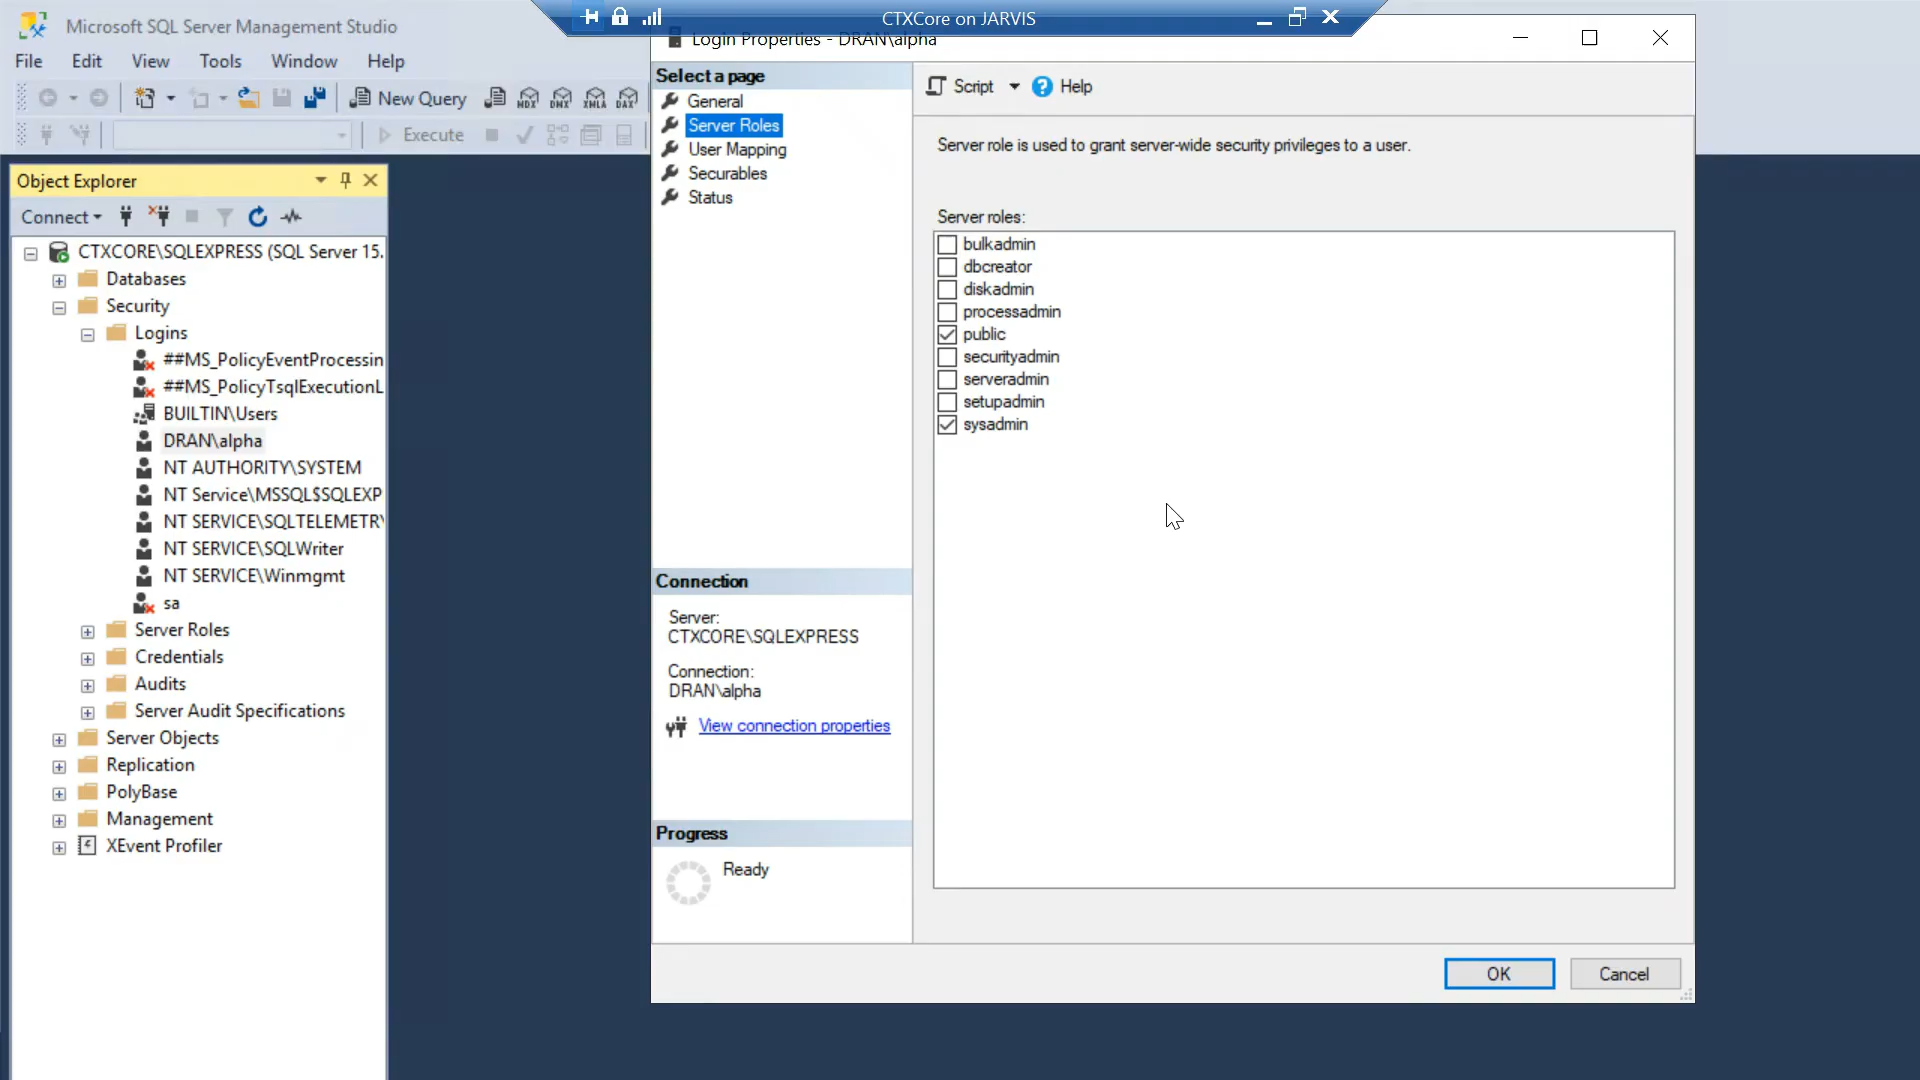 Microsoft SQL Server Management Studio
CTXCore on JARVIS
Login Properties - DRAN\alpha
File Edit View Tools Window Help
New Query MDX DMX XMLA DAX
Execute
Object Explorer
Connect
CTXCORE\SQLEXPRESS (SQL Server 15.
Databases
Security
Logins
##MS_PolicyEventProcessin
##MS_PolicyTsqlExecutionL
BUILTIN\Users
DRAN\alpha
NT AUTHORITY\SYSTEM
NT Service\MSSQL$SQLEXP
NT SERVICE\SQLTELEMETRY
NT SERVICE\SQLWriter
NT SERVICE\Winmgmt
sa
Server Roles
Credentials
Audits
Server Audit Specifications
Server Objects
Replication
PolyBase
Management
XEvent Profiler
Select a page
General
Server Roles
User Mapping
Securables
Status
Connection
Server:
CTXCORE\SQLEXPRESS
Connection:
DRAN\alpha
View connection properties
Progress
Ready
Script ? Help
Server role is used to grant server-wide security privileges to a user.
Server roles:
bulkadmin
dbcreator
diskadmin
processadmin
public
securityadmin
serveradmin
setupadmin
sysadmin
OK Cancel